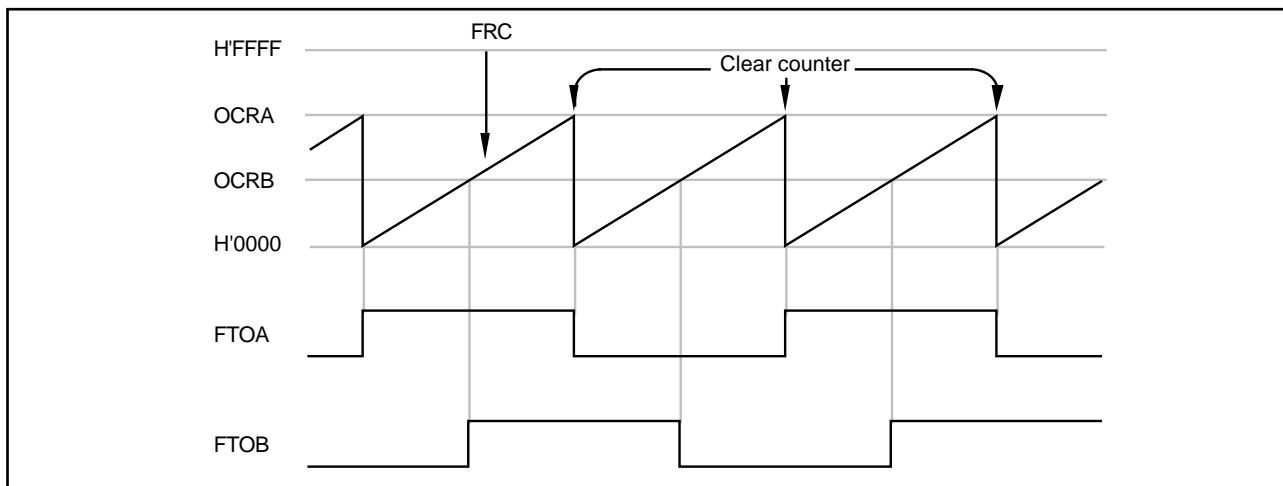 FRC
H'FFFF
Clear counter
OCRA
OCRB
H'0000
FTOA
FTOB